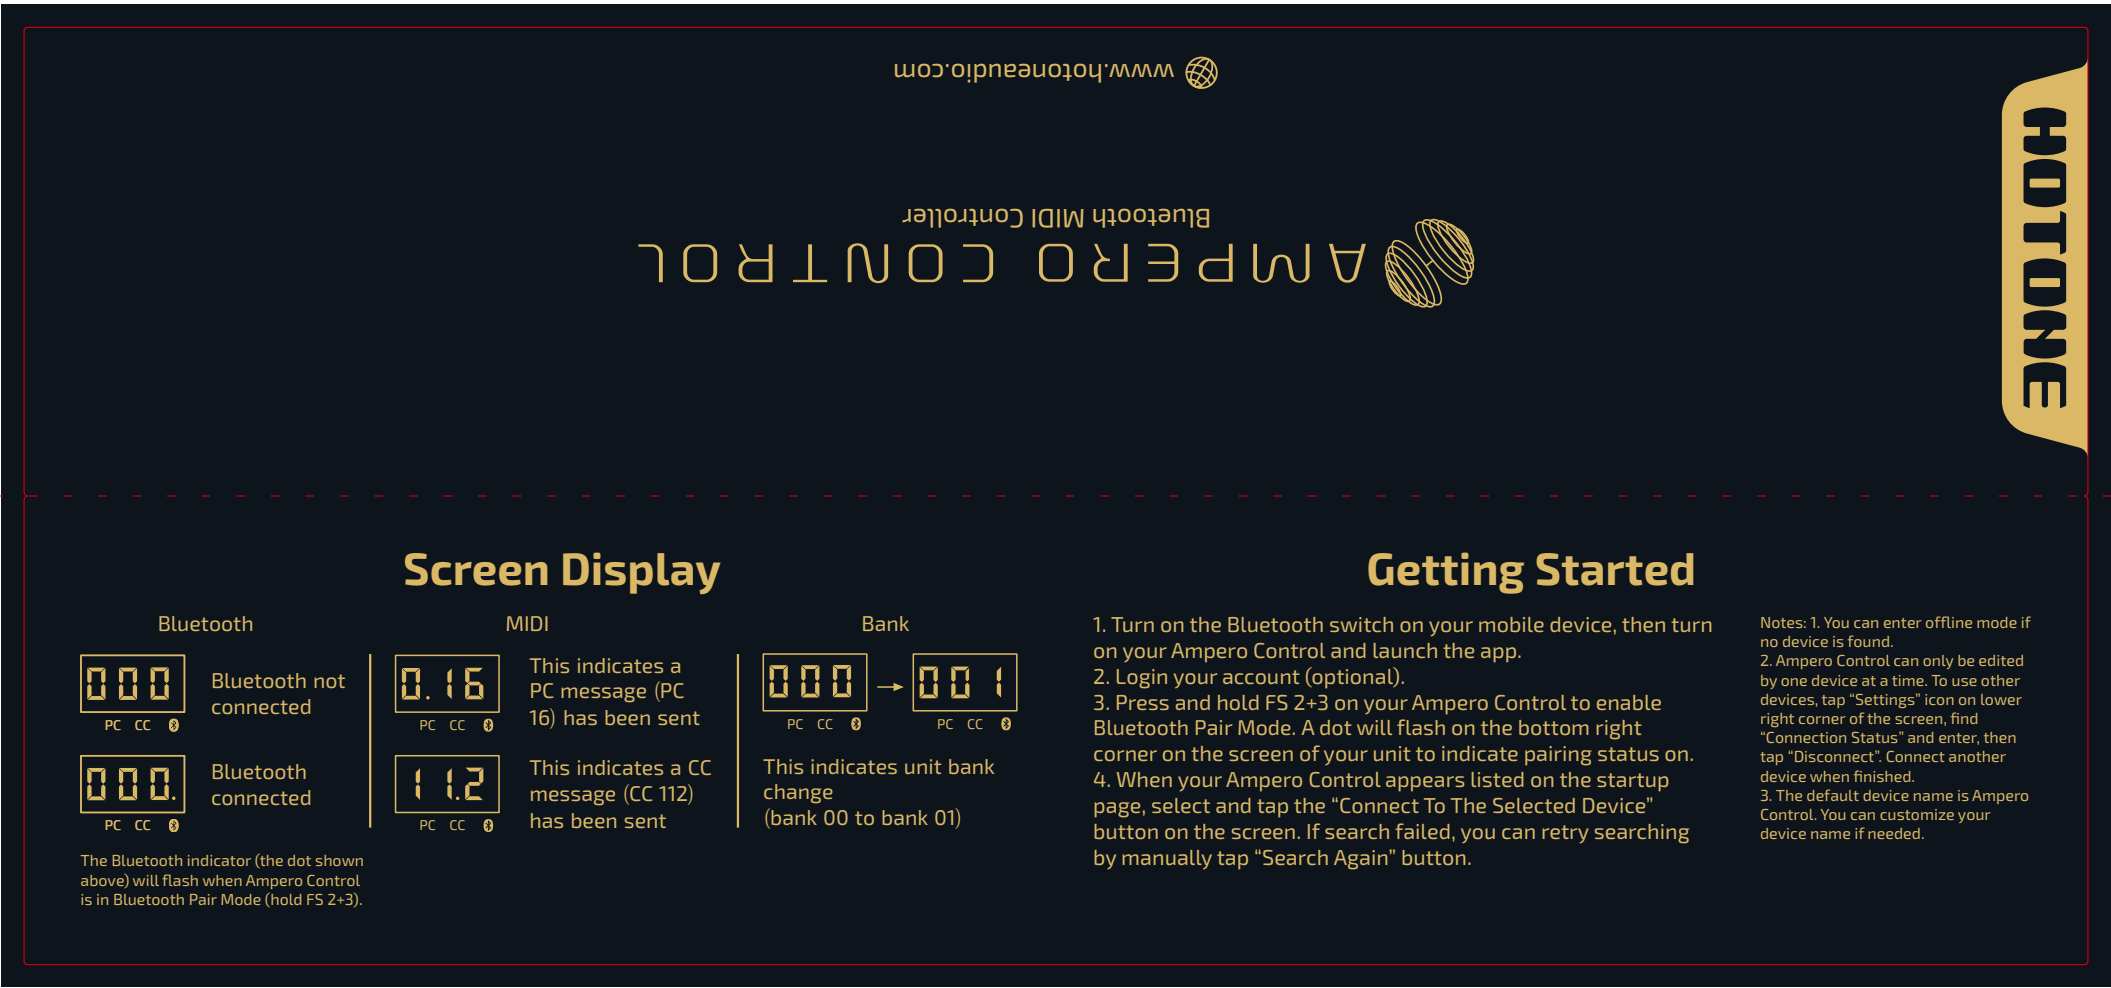 www.hotoneaudio.com
Bluetooth MIDI Controller
AMPERO CONTROL
HOTONE
Screen Display
Bluetooth
000
PC CC
Bluetooth not
connected
000.
PC CC
Bluetooth
connected
The Bluetooth indicator (the dot shown
above) will flash when Ampero Control
is in Bluetooth Pair Mode (hold FS 2+3).
MIDI
0.16
PC CC
This indicates a
PC message (PC
16) has been sent
11.2
PC CC
This indicates a CC
message (CC 112)
has been sent
Bank
000 → 001
PC CC PC CC
This indicates unit bank
change
(bank 00 to bank 01)
Getting Started
1. Turn on the Bluetooth switch on your mobile device, then turn
on your Ampero Control and launch the app.
2. Login your account (optional).
3. Press and hold FS 2+3 on your Ampero Control to enable
Bluetooth Pair Mode. A dot will flash on the bottom right
corner on the screen of your unit to indicate pairing status on.
4. When your Ampero Control appears listed on the startup
page, select and tap the “Connect To The Selected Device”
button on the screen. If search failed, you can retry searching
by manually tap “Search Again” button.
Notes: 1. You can enter offline mode if
no device is found.
2. Ampero Control can only be edited
by one device at a time. To use other
devices, tap “Settings” icon on lower
right corner of the screen, find
“Connection Status” and enter, then
tap “Disconnect”. Connect another
device when finished.
3. The default device name is Ampero
Control. You can customize your
device name if needed.